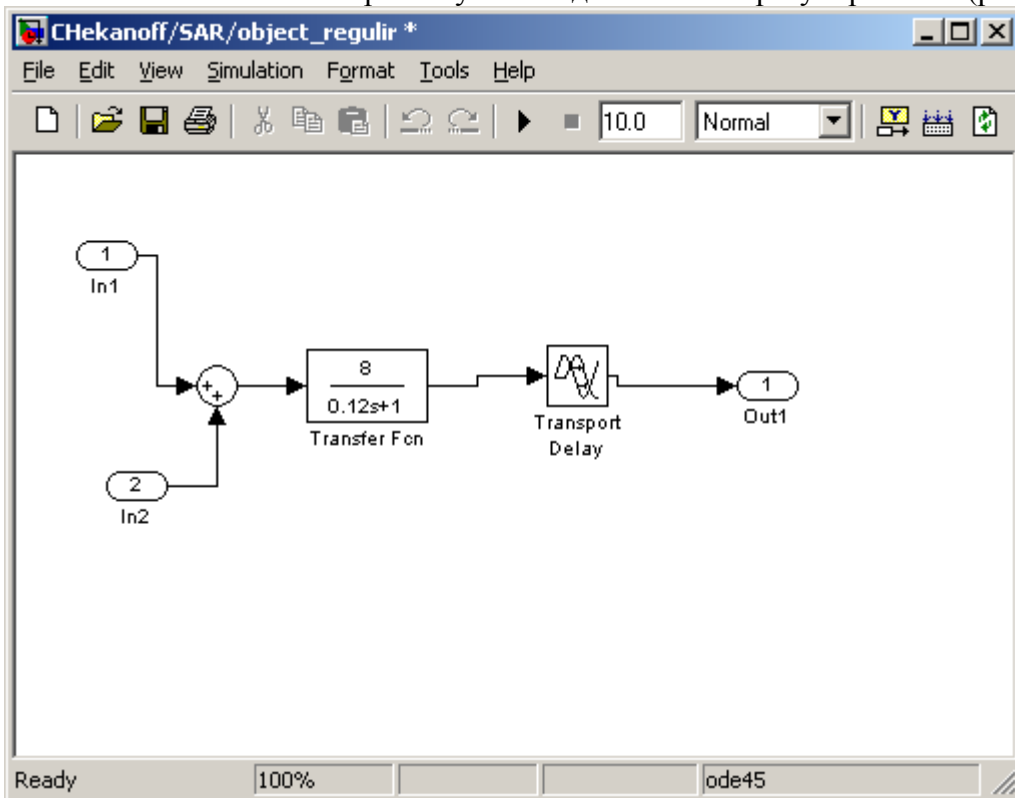 CHekanoff/SAR/object_regulir *
File Edit View Simulation Format Tools Help
10.0 Normal
1
In1
8
0.12s+1
Transfer Fcn
Transport
Delay
1
Out1
2
In2
Ready 100% ode45